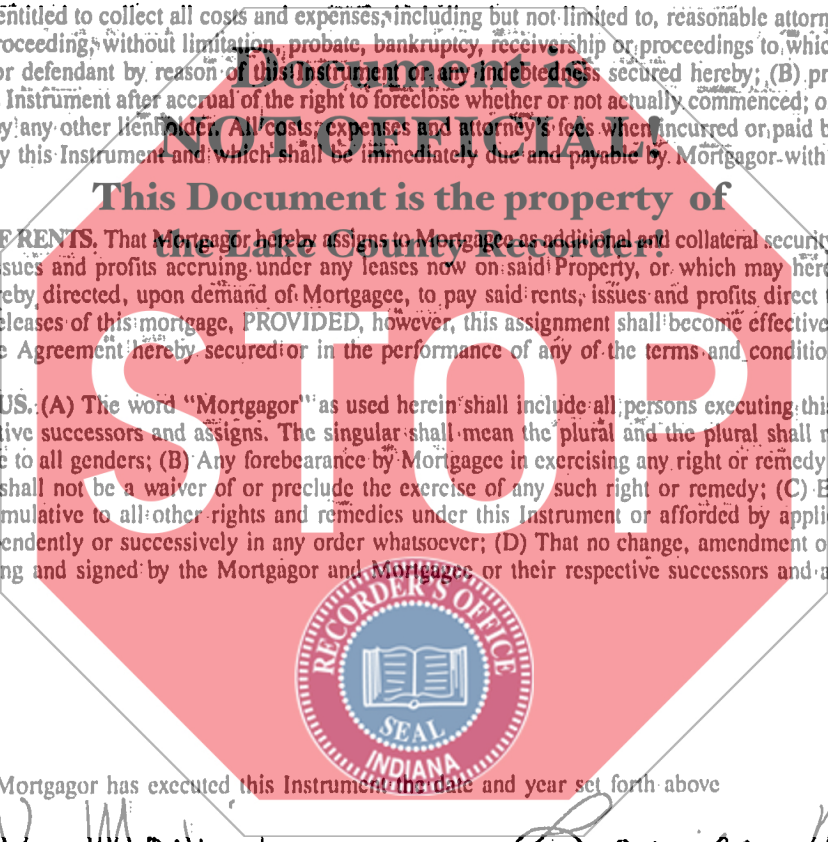 entitled to collect all costs and expenses, including but not limited to, reasonable attorn
roceeding, without limitation, probate, bankruptcy, receivership or proceedings to whic
Document is
or defendant by reason of this Instrument or any indebtedness secured hereby; (B) pr
Instrument after accrual of the right to foreclose whether or not actually commenced; o
NOT OFFICIAL!
y any other lienholder. All costs, expenses and attorney's fees when incurred or paid b
y this Instrument and which shall be immediately due and payable by Mortgagor with
This Document is the property of
the Lake County Recorder!
F RENTS. That Mortgagor hereby assigns to Mortgagee as additional and collateral securit
ssues and profits accruing under any leases now on said Property, or which may here
reby directed, upon demand of Mortgagee, to pay said rents, issues and profits direct
eleases of this mortgage, PROVIDED, however, this assignment shall become effective
e Agreement hereby secured or in the performance of any of the terms and conditio
STOP
US. (A) The word "Mortgagor" as used herein shall include all persons executing this
tive successors and assigns. The singular shall mean the plural and the plural shall m
e to all genders; (B) Any forebearance by Mortgagee in exercising any right or remedy
shall not be a waiver of or preclude the exercise of any such right or remedy; (C) E
mulative to all other rights and remedies under this Instrument or afforded by appli
endently or successively in any order whatsoever; (D) That no change, amendment o
ng and signed by the Mortgagor and Mortgagee or their respective successors and a
RECORDER'S OFFICE
SEAL
INDIANA
Mortgagor has executed this Instrument the date and year set forth above